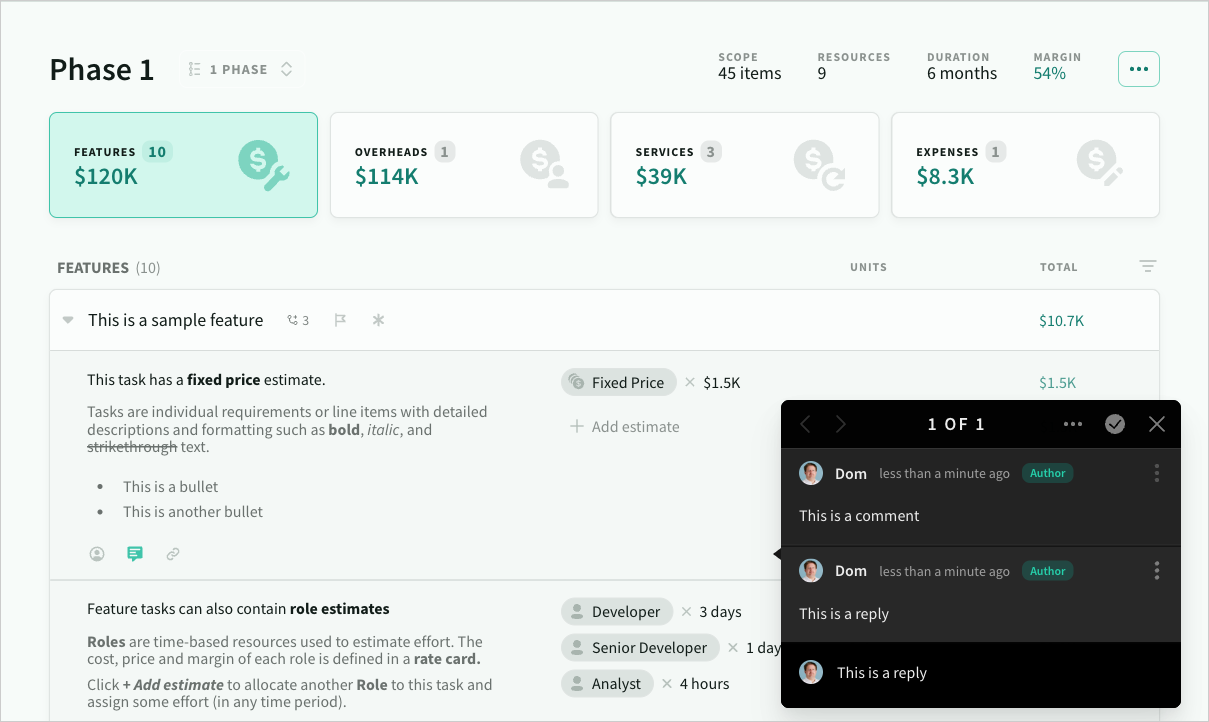 Phase 1
1 PHASE
SCOPE
45 items
RESOURCES
9
DURATION
6 months
MARGIN
54%
FEATURES 10
$120K
OVERHEADS 1
$114K
SERVICES 3
$39K
EXPENSES 1
$8.3K
FEATURES (10)
UNITS
TOTAL
This is a sample feature
3
$10.7K
This task has a fixed price estimate.
Tasks are individual requirements or line items with detailed
descriptions and formatting such as bold, italic, and
strikethrough text.
• This is a bullet
• This is another bullet
Fixed Price × $1.5K
$1.5K
+ Add estimate
Feature tasks can also contain role estimates
Roles are time-based resources used to estimate effort. The
cost, price and margin of each role is defined in a rate card.
Click + Add estimate to allocate another Role to this task and
assign some effort (in any time period).
Developer × 3 days
Senior Developer × 1 day
Analyst × 4 hours
1 OF 1
Dom less than a minute ago Author
This is a comment
Dom less than a minute ago Author
This is a reply
This is a reply